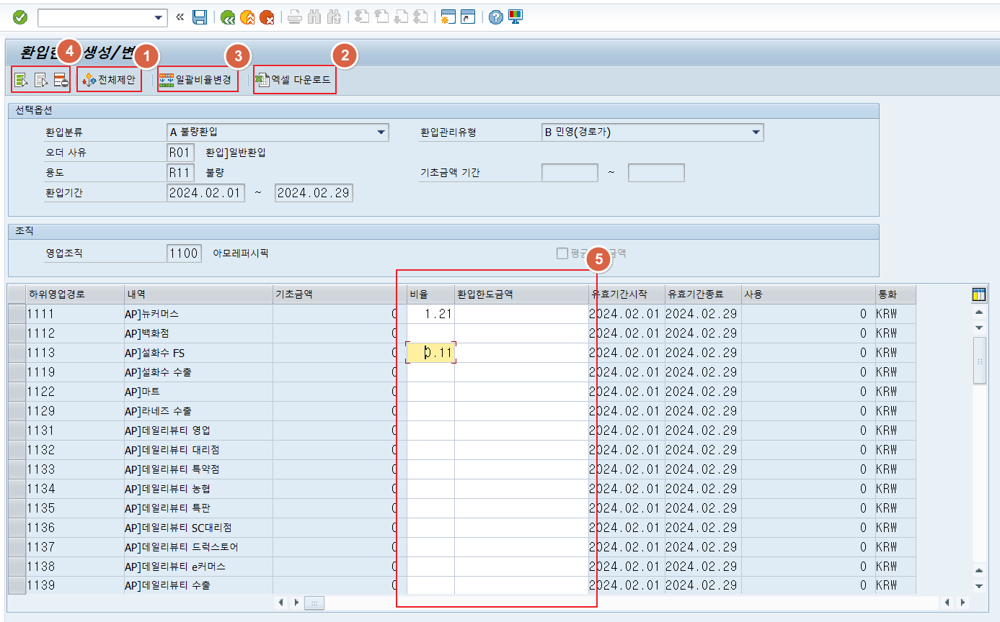 환입한 생성/변
4
1
3
2
전체제안 일괄비율변경 엑셀 다운로드
선택옵션
환입분류 A 불량환입 환입관리유형 B 민영(경로가)
오더 사유 R01 환입]일반환입
용도 R11 불량 기초금액 기간 ~
환입기간 2024.02.01 ~ 2024.02.29
조직
영업조직 1100 아모레퍼시픽 평균 금액
5
하위영업경로 내역 기초금액 비율 환입한도금액 유효기간시작 유효기간종료 사용 통화
1111 AP]뉴커머스 0 1.21 2024.02.01 2024.02.29 0 KRW
1112 AP]백화점 0 2024.02.01 2024.02.29 0 KRW
1113 AP]설화수 FS 0 0.11 2024.02.01 2024.02.29 0 KRW
1119 AP]설화수 수출 0 2024.02.01 2024.02.29 0 KRW
1122 AP]마트 0 2024.02.01 2024.02.29 0 KRW
1129 AP]라네즈 수출 0 2024.02.01 2024.02.29 0 KRW
1131 AP]데일리뷰티 영업 0 2024.02.01 2024.02.29 0 KRW
1132 AP]데일리뷰티 대리점 0 2024.02.01 2024.02.29 0 KRW
1133 AP]데일리뷰티 특약점 0 2024.02.01 2024.02.29 0 KRW
1134 AP]데일리뷰티 농협 0 2024.02.01 2024.02.29 0 KRW
1135 AP]데일리뷰티 특판 0 2024.02.01 2024.02.29 0 KRW
1136 AP]데일리뷰티 SC대리점 0 2024.02.01 2024.02.29 0 KRW
1137 AP]데일리뷰티 드럭스토어 0 2024.02.01 2024.02.29 0 KRW
1138 AP]데일리뷰티 e커머스 0 2024.02.01 2024.02.29 0 KRW
1139 AP]데일리뷰티 수출 0 2024.02.01 2024.02.29 0 KRW